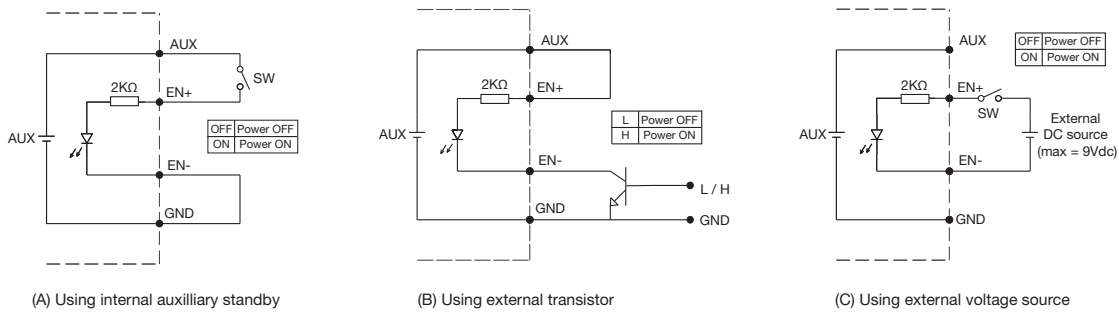 AUX
SW
2KΩ
EN+
AUX
OFF Power OFF
ON Power ON
EN-
GND
(A) Using internal auxilliary standby
AUX
2KΩ
EN+
L Power OFF
H Power ON
AUX
EN-
L / H
GND
GND
(B) Using external transistor
OFF Power OFF
ON Power ON
AUX
2KΩ
EN+
SW
AUX
External
DC source
(max = 9Vdc)
EN-
GND
(C) Using external voltage source